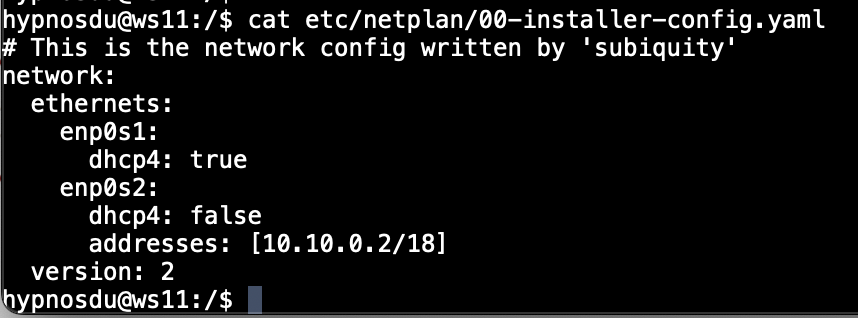 hypnosdu@ws11:/$ cat etc/netplan/00-installer-config.yaml
# This is the network config written by 'subiquity'
network:
  ethernets:
    enp0s1:
      dhcp4: true
    enp0s2:
      dhcp4: false
      addresses: [10.10.0.2/18]
  version: 2
hypnosdu@ws11:/$